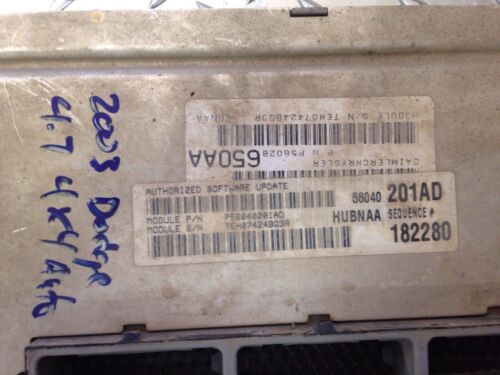 2003 Dodge
4.7 4x4 Auto
MODULE S/N TEH07424B03R
HUBNAA
P/N P56028
650AA
DAIMLERCHRYSLER
AUTHORIZED SOFTWARE UPDATE
56040 201AD
MODULE P/N P56040201AD
HUBNAA SEQUENCE #
MODULE S/N TEH07424B03R
182280